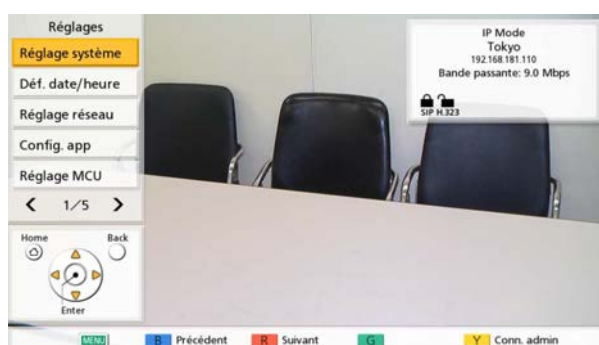 Réglages
Réglage système
Déf. date/heure
Réglage réseau
Config. app
Réglage MCU
1/5
Home
Back
Enter
IP Mode
Tokyo
192.168.181.110
Bande passante: 9.0 Mbps
SIP H.323
MENU
B Précédent
R Suivant
G
Y Conn. admin